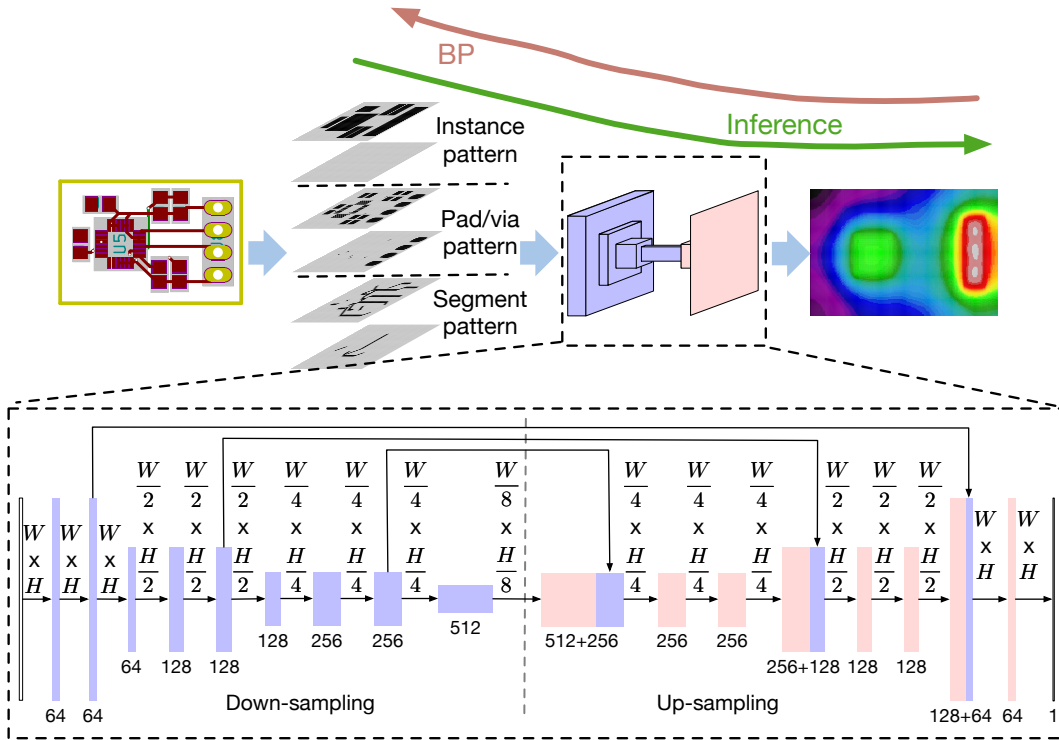 BP
Inference
Instance
pattern
Pad/via
pattern
Segment
pattern
U5
W x H
W x H
W x H
W/2 x H/2
W/2 x H/2
W/2 x H/2
W/4 x H/4
W/4 x H/4
W/4 x H/4
W/8 x H/8
W/4 x H/4
W/4 x H/4
W/4 x H/4
W/2 x H/2
W/2 x H/2
W/2 x H/2
W x H
W x H
64
64
64
128
128
128
256
256
512
512+256
256
256
256+128
128
128
128+64
64
1
Down-sampling
Up-sampling